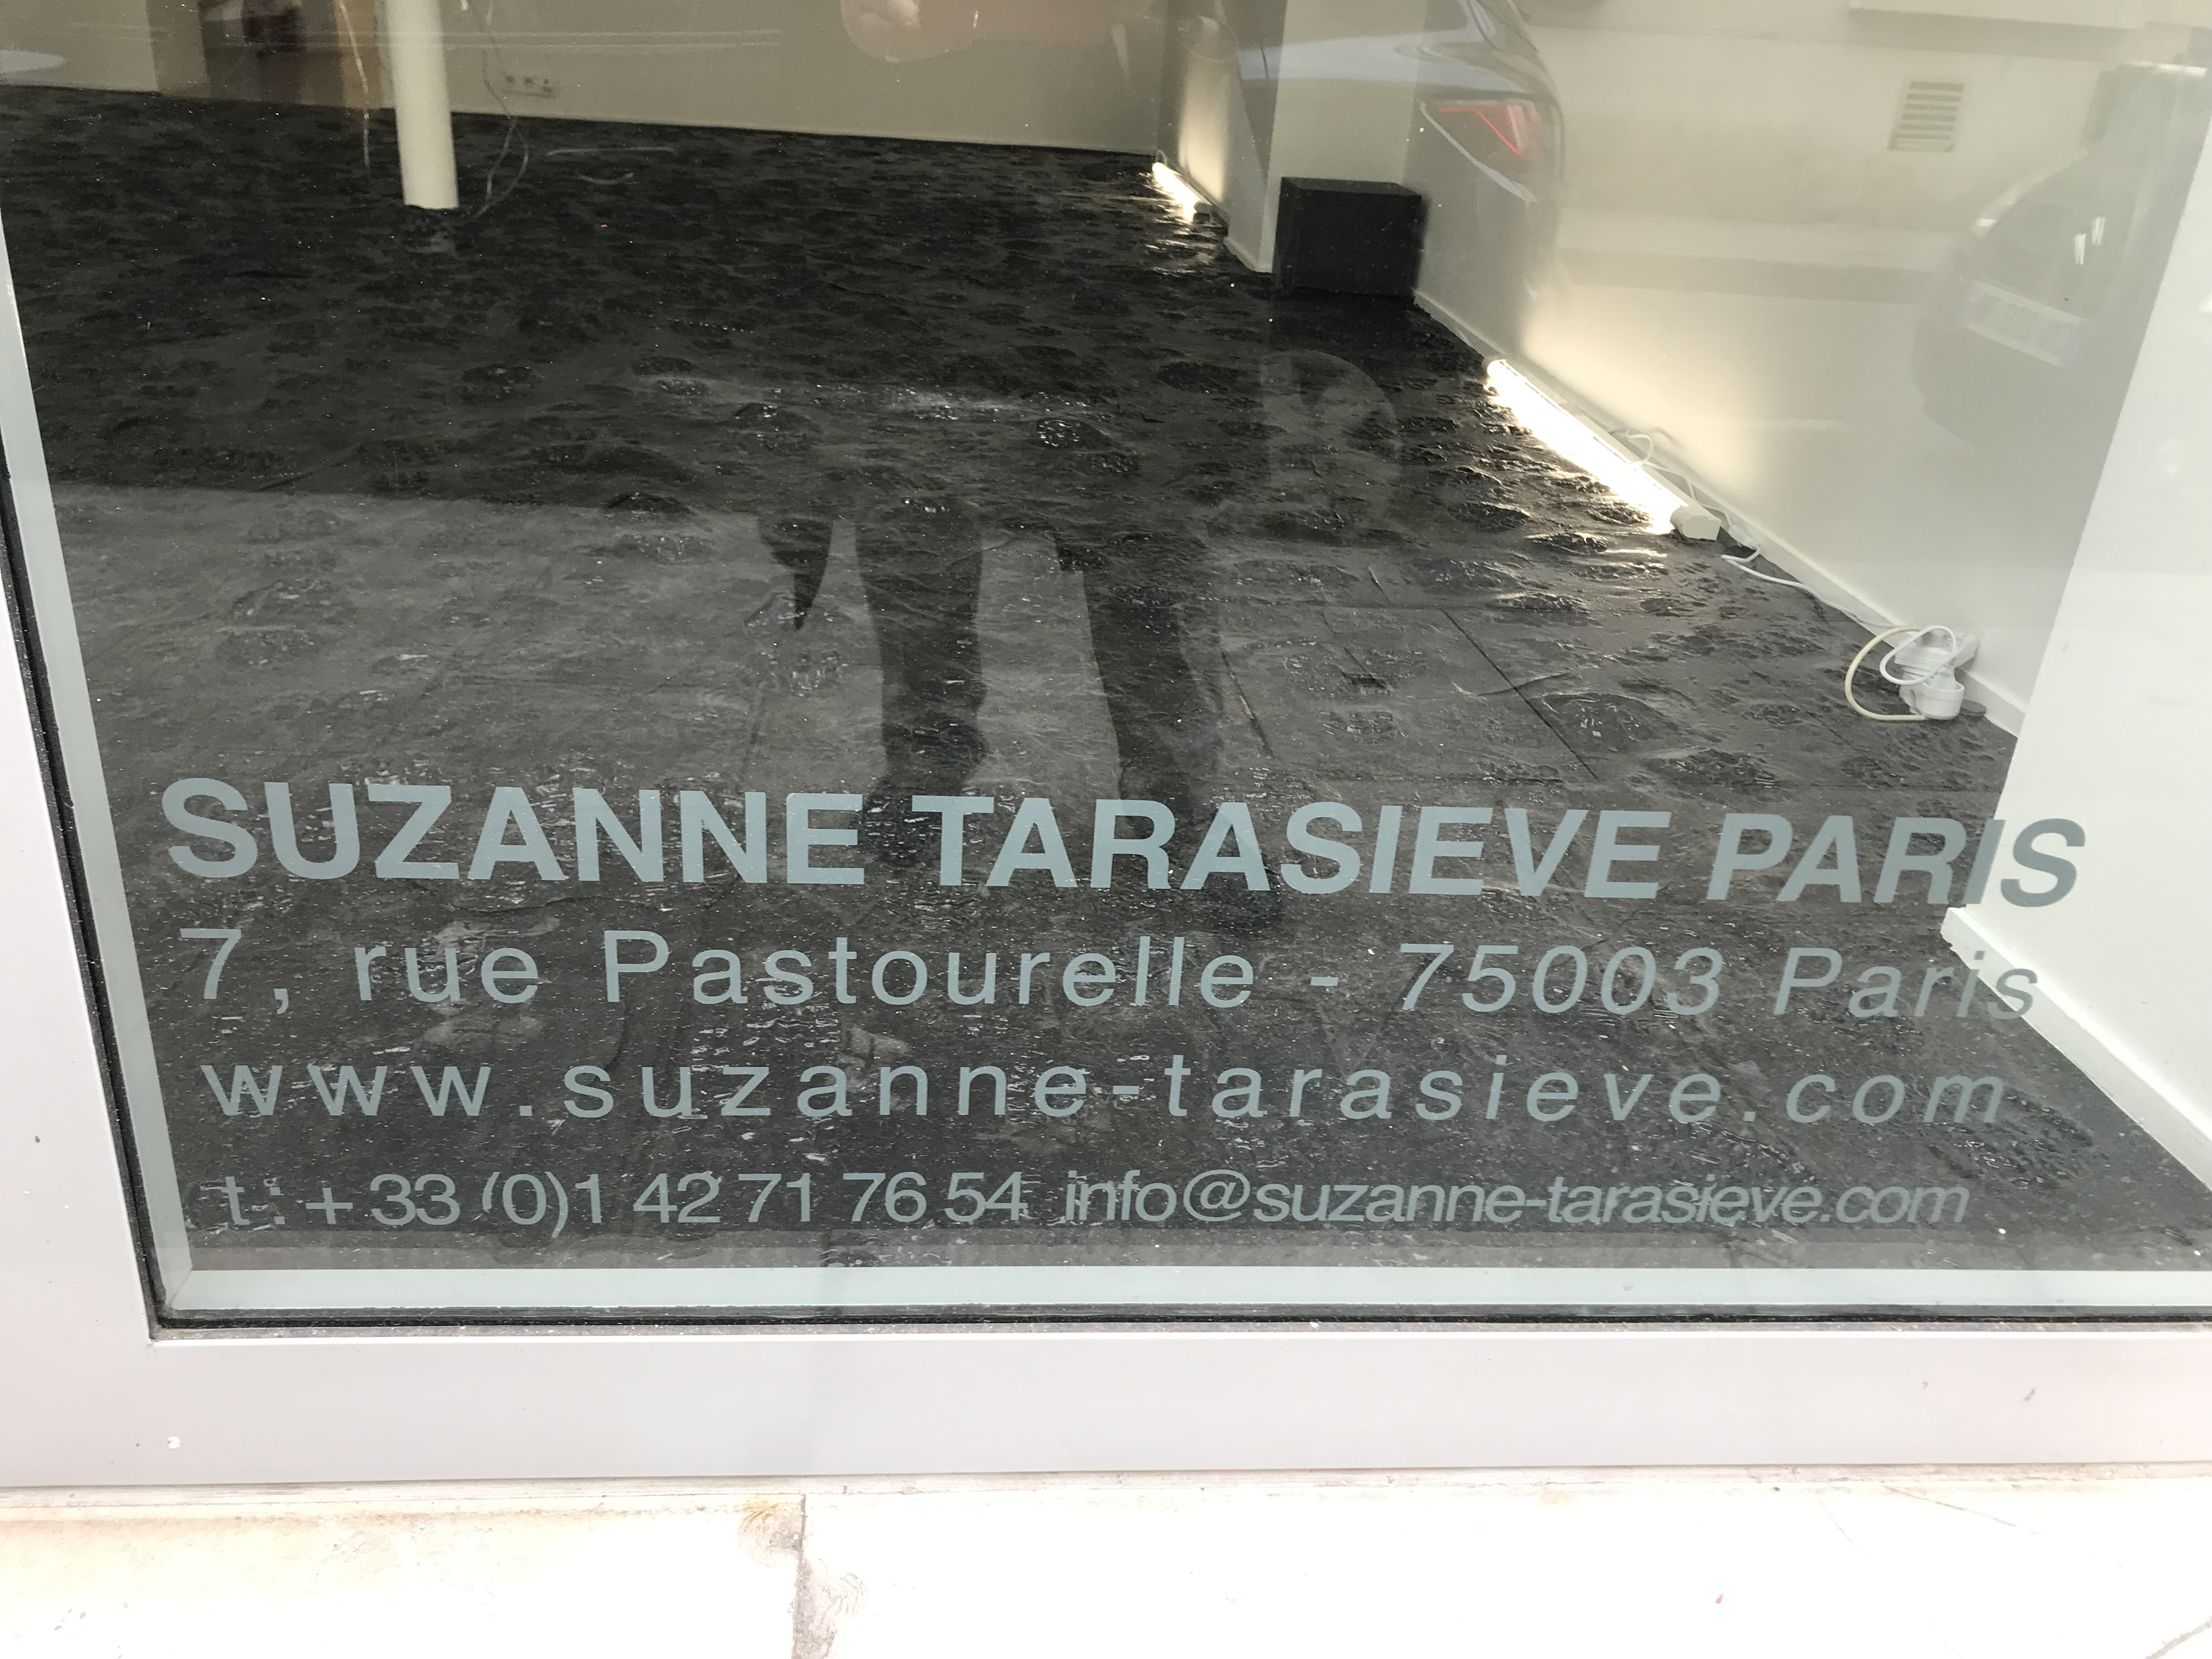 SUZANNE TARASIEVE PARIS
7, rue Pastourelle - 75003 Paris
www.suzanne-tarasieve.com
t : + 33 (0)1 42 71 76 54 info@suzanne-tarasieve.com